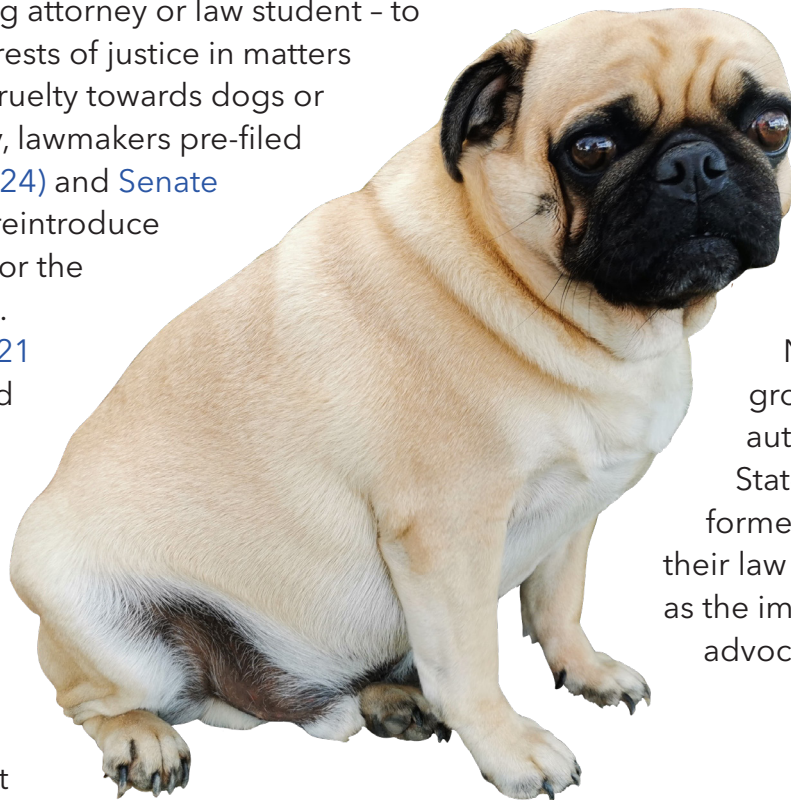 g attorney or law student – to
rests of justice in matters
ruelty towards dogs or
, lawmakers pre-filed
24) and Senate
reintroduce
or the
.
21
d
t
N
gro
aut
Stat
forme
their law
as the im
advoc